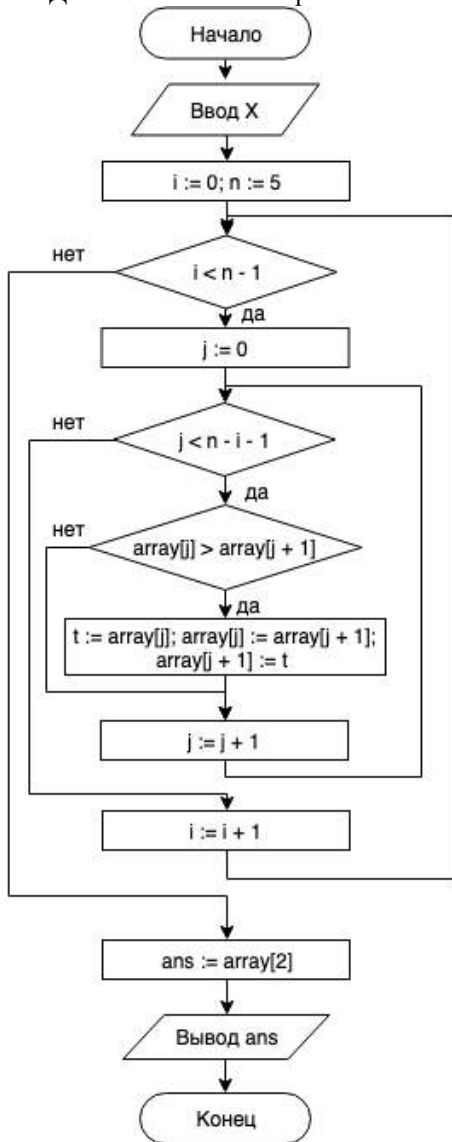 Начало
Ввод X
i := 0; n := 5
нет
i < n - 1
да
j := 0
нет
j < n - i - 1
да
нет
array[j] > array[j + 1]
да
t := array[j]; array[j] := array[j + 1];
array[j + 1] := t
j := j + 1
i := i + 1
ans := array[2]
Вывод ans
Конец